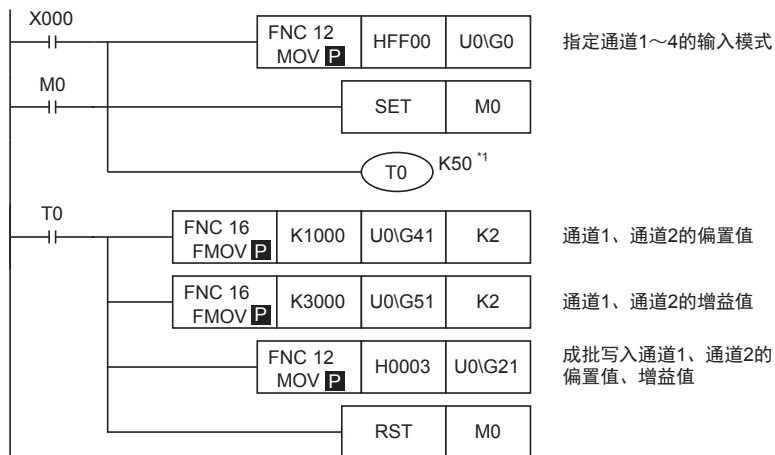 X000
FNC 12
MOV P
HFF00
U0\G0
指定通道1～4的输入模式
M0
SET
M0
T0
K50 *1
T0
FNC 16
FMOV P
K1000
U0\G41
K2
通道1、通道2的偏置值
FNC 16
FMOV P
K3000
U0\G51
K2
通道1、通道2的增益值
FNC 12
MOV P
H0003
U0\G21
成批写入通道1、通道2的
偏置值、增益值
RST
M0